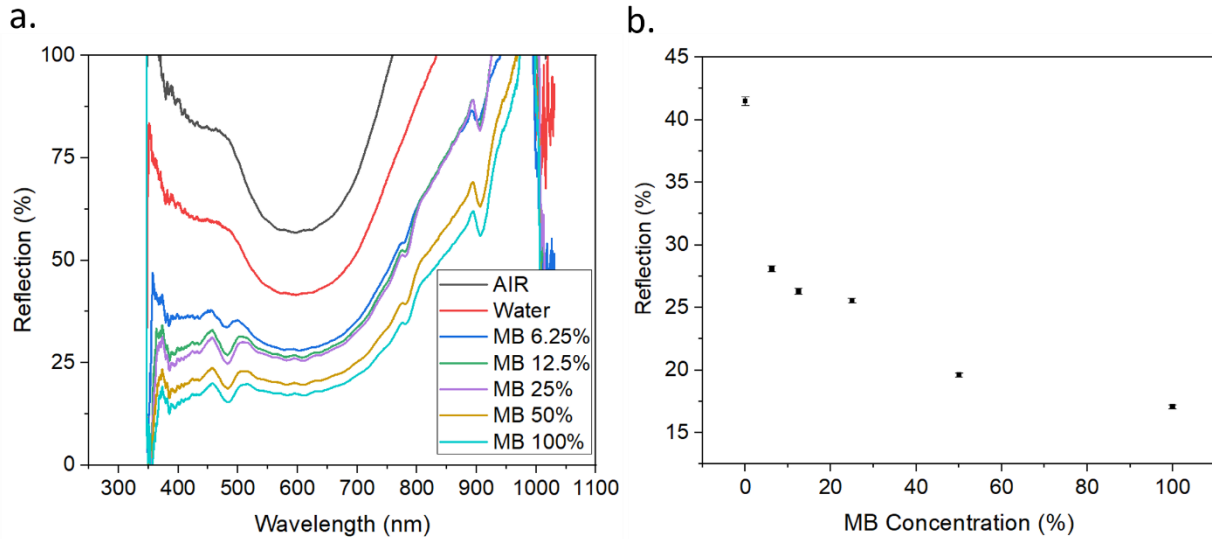 a.
100
75
50
25
0
Reflection (%)
300 400 500 600 700 800 900 1000 1100
Wavelength (nm)
AIR
Water
MB 6.25%
MB 12.5%
MB 25%
MB 50%
MB 100%
b.
45
40
35
30
25
20
15
Reflection (%)
0 20 40 60 80 100
MB Concentration (%)